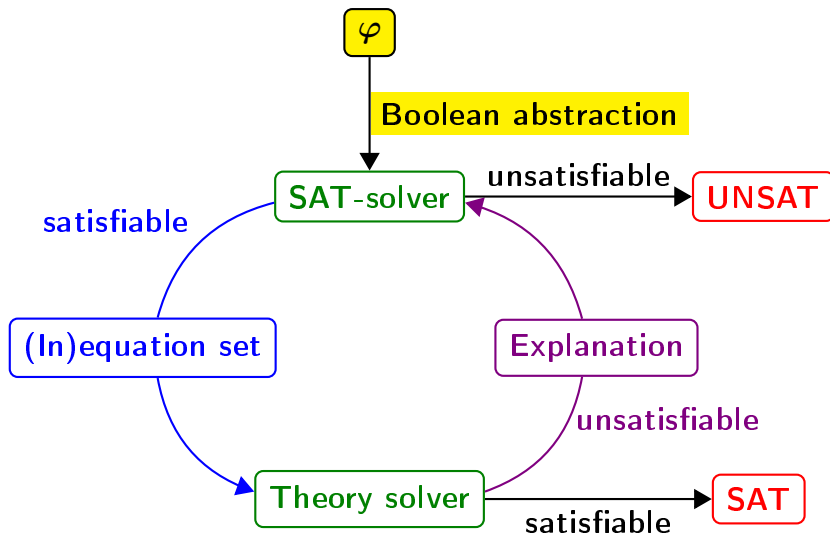 φ
Boolean abstraction
unsatisfiable
SAT-solver
UNSAT
satisfiable
(In)equation set
Explanation
unsatisfiable
Theory solver
SAT
satisfiable